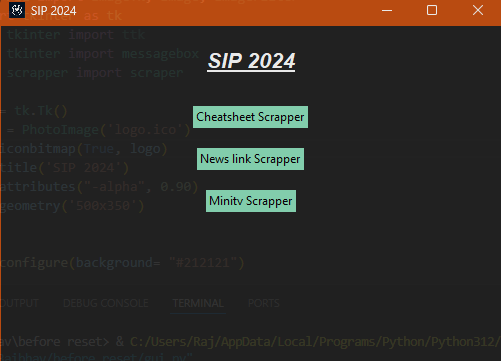 SIP 2024
tkinter as tk
tkinter import ttk
tkinter import messagebox
scrapper import scraper
SIP 2024
= tk.Tk()
= PhotoImage('logo.ico')
iconbitmap(True, logo)
title('SIP 2024')
attributes("-alpha", 0.90)
geometry('500x350')
Cheatsheet Scrapper
News link Scrapper
Minitv Scrapper
configure(background= "#212121")
OUTPUT DEBUG CONSOLE TERMINAL PORTS
av\before reset> & C:/Users/Raj/AppData/Local/Programs/Python/Python312/